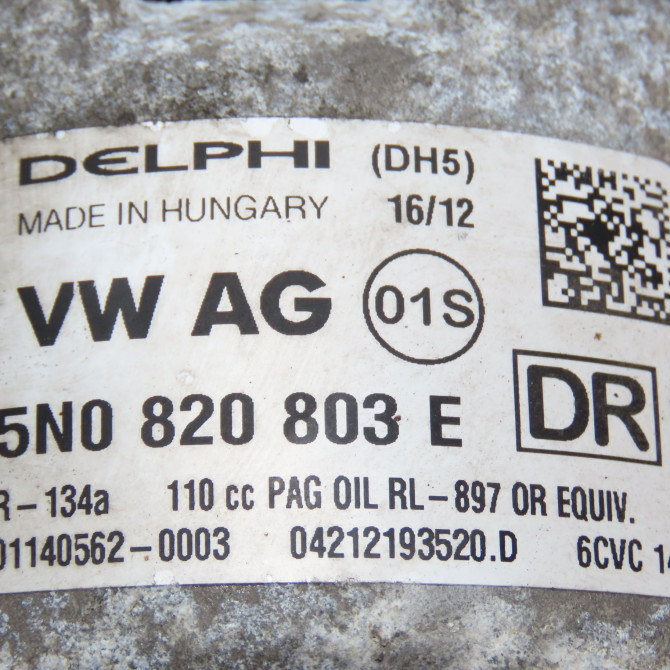 DELPHI (DH5)
MADE IN HUNGARY 16/12
VW AG 01S
5N0 820 803 E DR
R-134a 110 cc PAG OIL RL-897 OR EQUIV.
01140562-0003 04212193520.D 6CVC 14